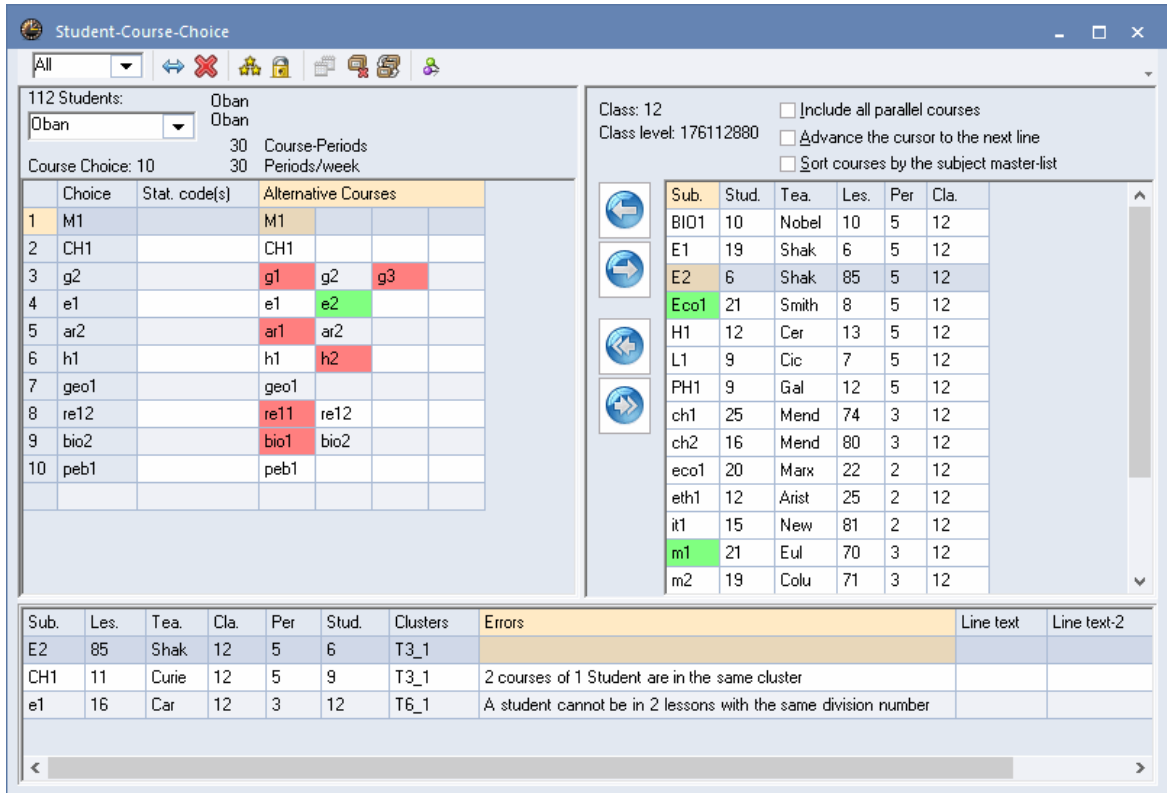 Student-Course-Choice
All
112 Students: Oban
Oban Oban
30 Course-Periods
Course Choice: 10 30 Periods/week
Choice Stat. code(s) Alternative Courses
1 M1 M1
2 CH1 CH1
3 g2 g1 g2 g3
4 e1 e1 e2
5 ar2 ar1 ar2
6 h1 h1 h2
7 geo1 geo1
8 re12 re11 re12
9 bio2 bio1 bio2
10 peb1 peb1
Class: 12
Class level: 176112880
Include all parallel courses
Advance the cursor to the next line
Sort courses by the subject master-list
Sub. Stud. Tea. Les. Per Cla.
BIO1 10 Nobel 10 5 12
E1 19 Shak 6 5 12
E2 6 Shak 85 5 12
Eco1 21 Smith 8 5 12
H1 12 Cer 13 5 12
L1 9 Cic 7 5 12
PH1 9 Gal 12 5 12
ch1 25 Mend 74 3 12
ch2 16 Mend 80 3 12
eco1 20 Marx 22 2 12
eth1 12 Arist 25 2 12
it1 15 New 81 2 12
m1 21 Eul 70 3 12
m2 19 Colu 71 3 12
Sub. Les. Tea. Cla. Per Stud. Clusters Errors Line text Line text-2
E2 85 Shak 12 5 6 T3_1
CH1 11 Curie 12 5 9 T3_1 2 courses of 1 Student are in the same cluster
e1 16 Car 12 3 12 T6_1 A student cannot be in 2 lessons with the same division number